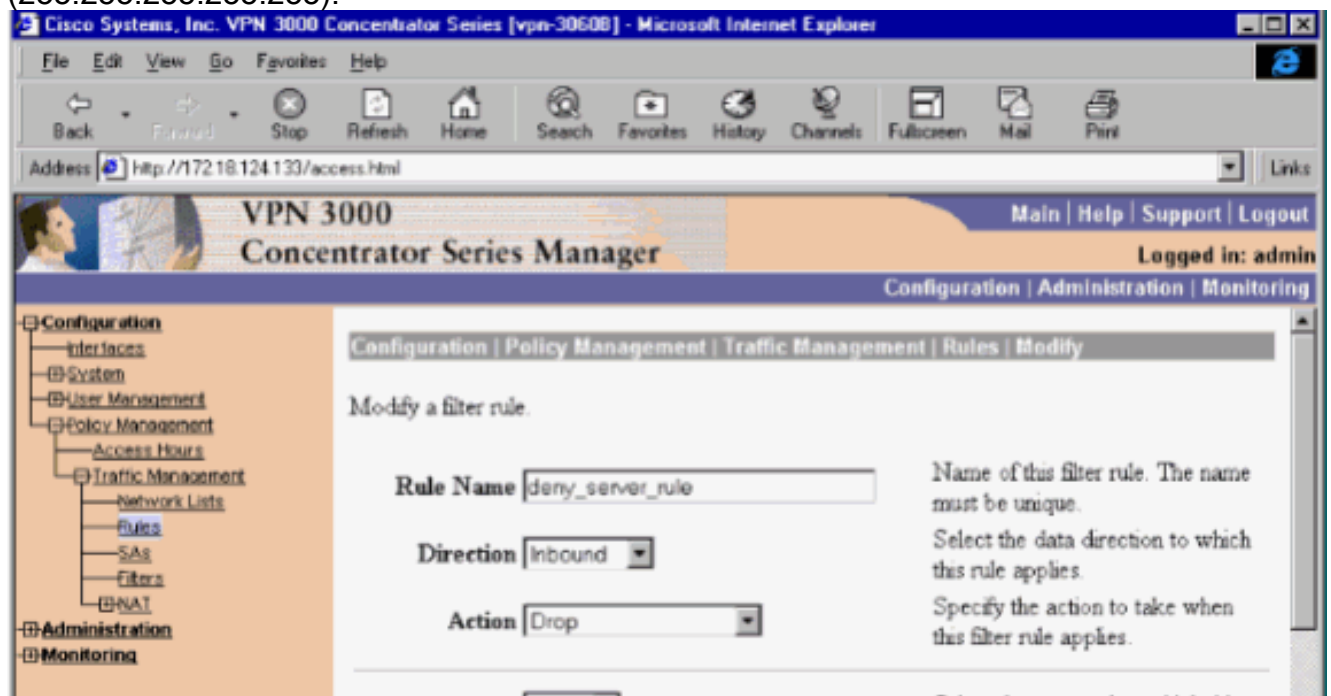 Cisco Systems, Inc. VPN 3000 Concentrator Series [vpn-3060B] - Microsoft Internet Explorer
File Edit View Go Favorites Help
Back Forward Stop Refresh Home Search Favorites History Channels Fullscreen Mail Print
Address http://172.18.124.133/access.html Links
VPN 3000
Concentrator Series Manager
Main | Help | Support | Logout
Logged in: admin
Configuration | Administration | Monitoring
Configuration
Interfaces
System
User Management
Policy Management
Access Hours
Traffic Management
Network Lists
Rules
SAs
Filters
NAT
Administration
Monitoring
Configuration | Policy Management | Traffic Management | Rules | Modify
Modify a filter rule.
Rule Name deny_server_rule
Name of this filter rule. The name
must be unique.
Direction Inbound
Select the data direction to which
this rule applies.
Action Drop
Specify the action to take when
this filter rule applies.